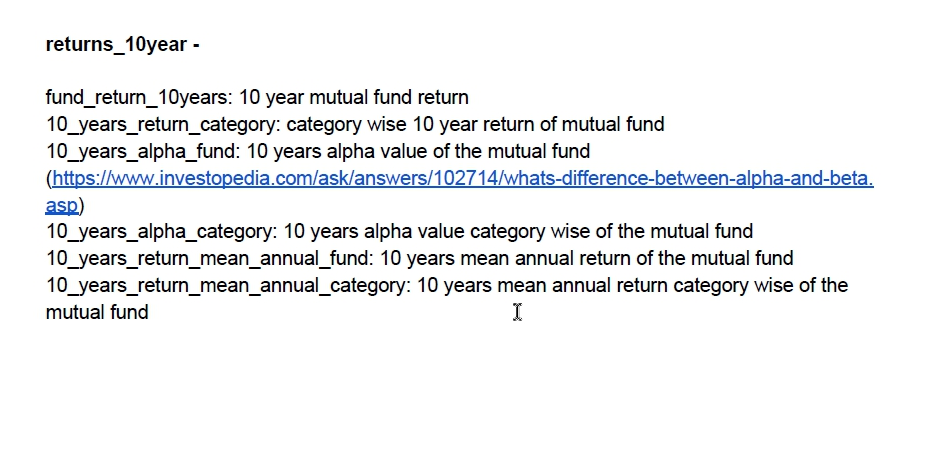 returns_10year -
fund_return_10years: 10 year mutual fund return
10_years_return_category: category wise 10 year return of mutual fund
10_years_alpha_fund: 10 years alpha value of the mutual fund
(https://www.investopedia.com/ask/answers/102714/whats-difference-between-alpha-and-beta.
asp)
10_years_alpha_category: 10 years alpha value category wise of the mutual fund
10_years_return_mean_annual_fund: 10 years mean annual return of the mutual fund
10_years_return_mean_annual_category: 10 years mean annual return category wise of the
mutual fund